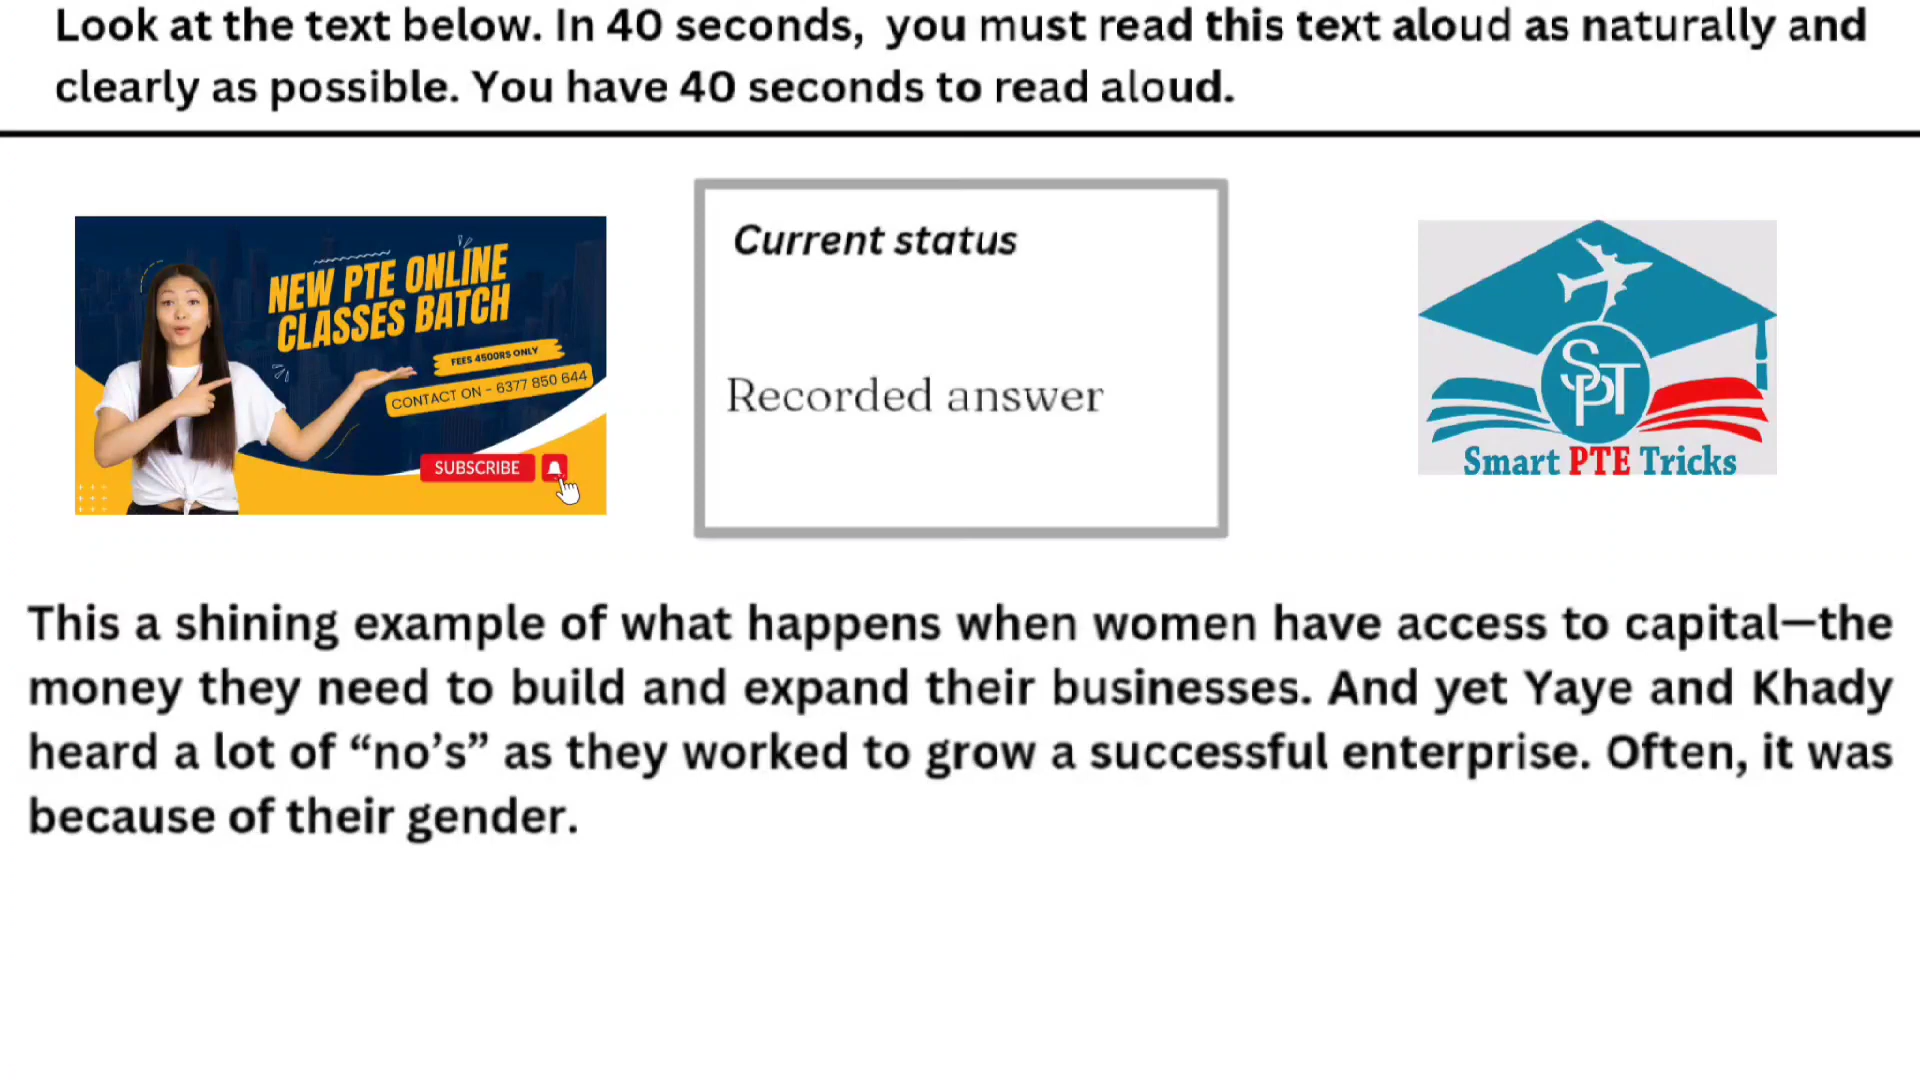 Look at the text below. In 40 seconds, you must read this text aloud as naturally and
clearly as possible. You have 40 seconds to read aloud.
NEW PTE ONLINE
CLASSES BATCH
FEES 4500RS ONLY
CONTACT ON - 6377 850 644
SUBSCRIBE
Current status
Recorded answer
SPT
Smart PTE Tricks
This a shining example of what happens when women have access to capital—the
money they need to build and expand their businesses. And yet Yaye and Khady
heard a lot of “no’s” as they worked to grow a successful enterprise. Often, it was
because of their gender.